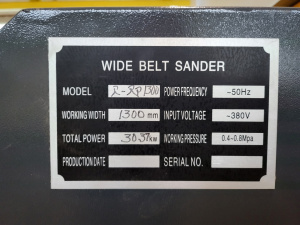 WIDE BELT SANDER
MODEL R-RP1300 POWER FREQUENCY ~50Hz
WORKING WIDTH 1300 mm INPUT VOLTAGE ~380V
TOTAL POWER 30.37kw WORKING PRESSURE 0.4~0.8Mpa
PRODUCTION DATE SERIAL NO.